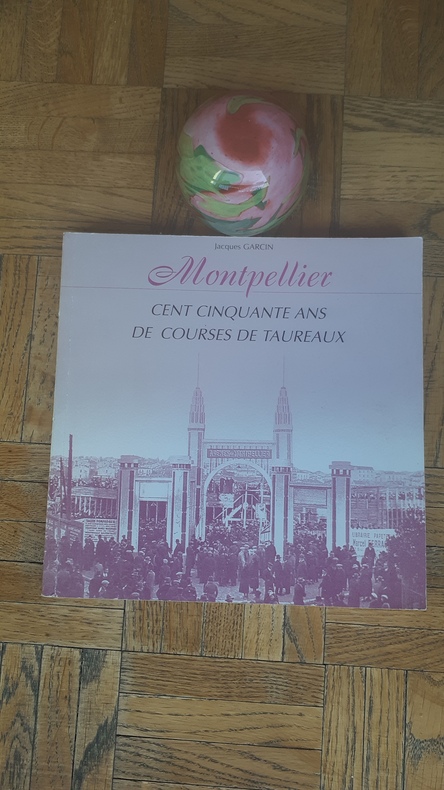 Jacques GARCIN
Montpellier
CENT CINQUANTE ANS
DE COURSES DE TAUREAUX